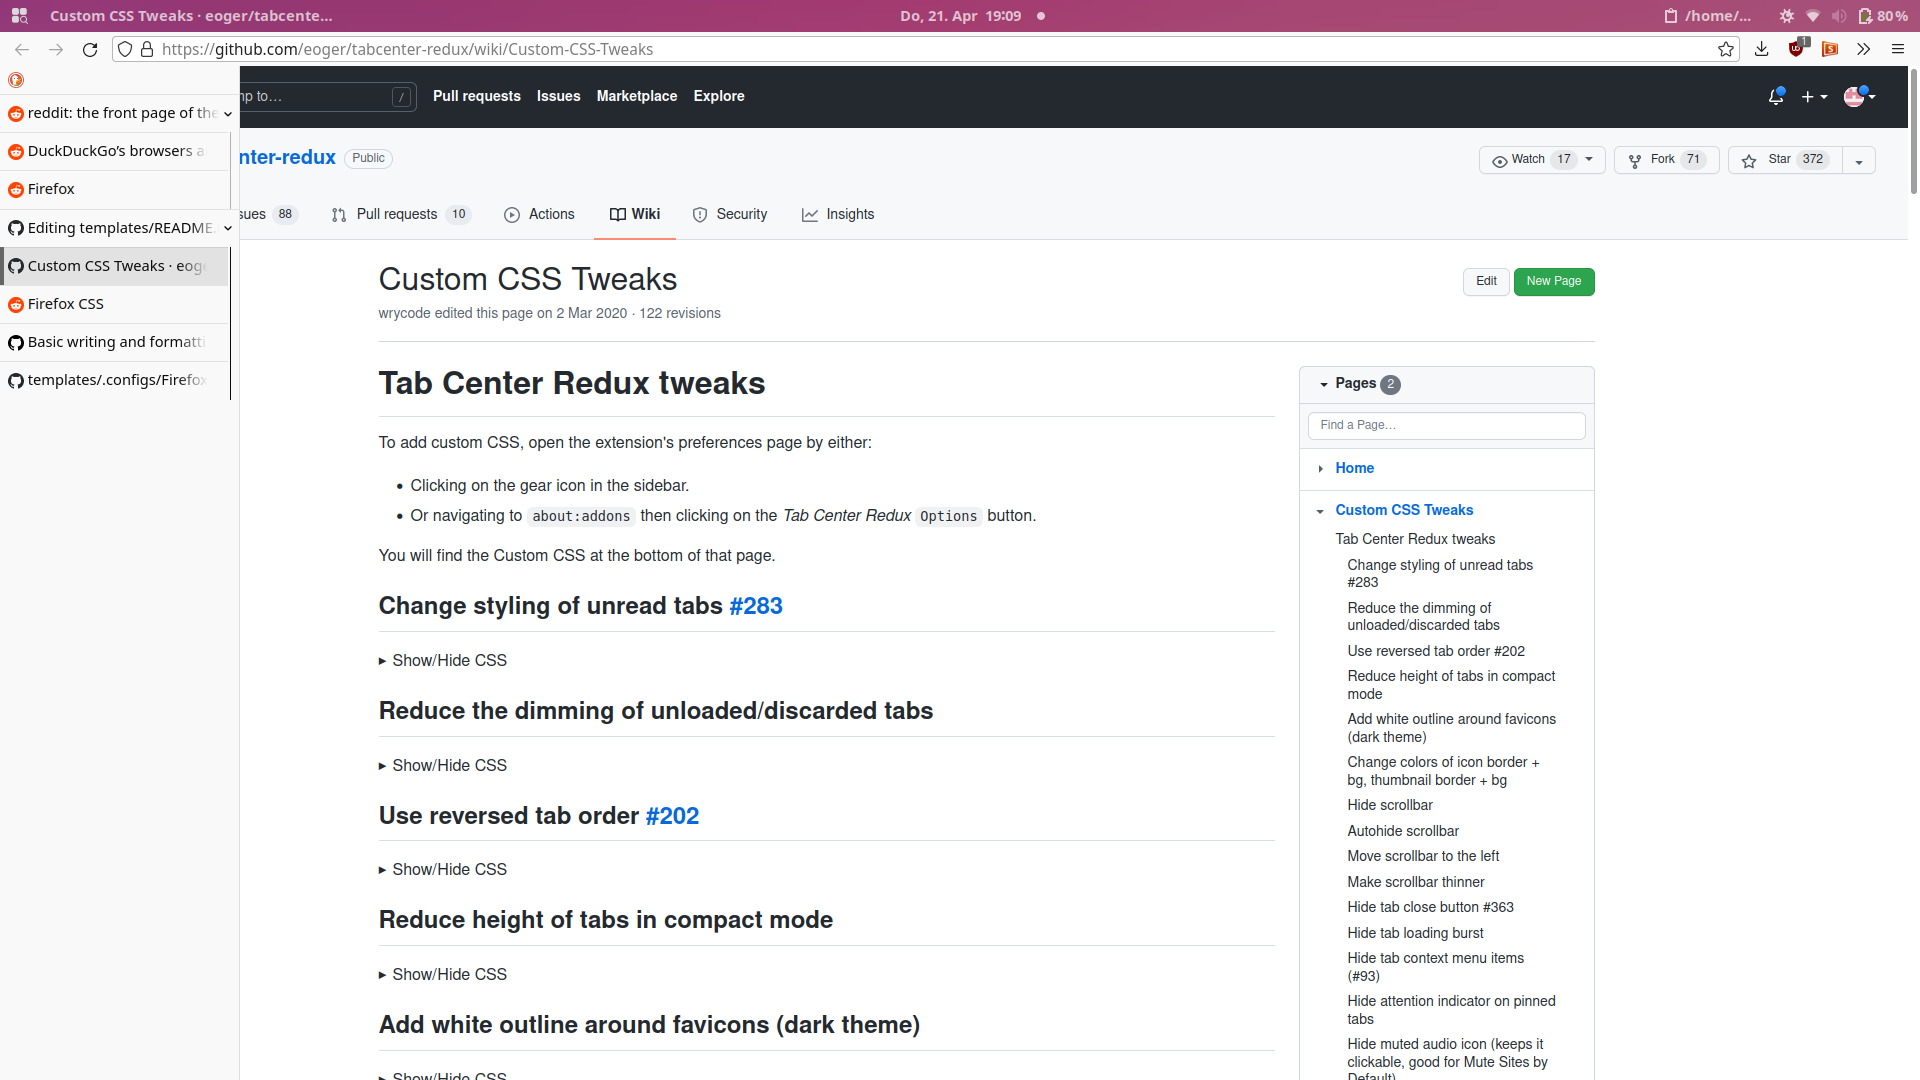 Custom CSS Tweaks · eoger/tabcente...
Do, 21. Apr 19:09
/home/...
80 %
https://github.com/eoger/tabcenter-redux/wiki/Custom-CSS-Tweaks
1
reddit: the front page of the
DuckDuckGo's browsers a
Firefox
Editing templates/README.
Custom CSS Tweaks · eoge
Firefox CSS
Basic writing and formatti
templates/.configs/Firefox
mp to…
/
Pull requests
Issues
Marketplace
Explore
nter-redux
Public
Watch 17
Fork 71
Star 372
sues 88
Pull requests 10
Actions
Wiki
Security
Insights
Custom CSS Tweaks
Edit
New Page
wrycode edited this page on 2 Mar 2020 · 122 revisions
Tab Center Redux tweaks
To add custom CSS, open the extension's preferences page by either:
• Clicking on the gear icon in the sidebar.
• Or navigating to about:addons then clicking on the Tab Center Redux Options button.
You will find the Custom CSS at the bottom of that page.
Change styling of unread tabs #283
Show/Hide CSS
Reduce the dimming of unloaded/discarded tabs
Show/Hide CSS
Use reversed tab order #202
Show/Hide CSS
Reduce height of tabs in compact mode
Show/Hide CSS
Add white outline around favicons (dark theme)
Show/Hide CSS
Pages 2
Find a Page…
Home
Custom CSS Tweaks
Tab Center Redux tweaks
Change styling of unread tabs
#283
Reduce the dimming of
unloaded/discarded tabs
Use reversed tab order #202
Reduce height of tabs in compact
mode
Add white outline around favicons
(dark theme)
Change colors of icon border +
bg, thumbnail border + bg
Hide scrollbar
Autohide scrollbar
Move scrollbar to the left
Make scrollbar thinner
Hide tab close button #363
Hide tab loading burst
Hide tab context menu items
(#93)
Hide attention indicator on pinned
tabs
Hide muted audio icon (keeps it
clickable, good for Mute Sites by
Default)